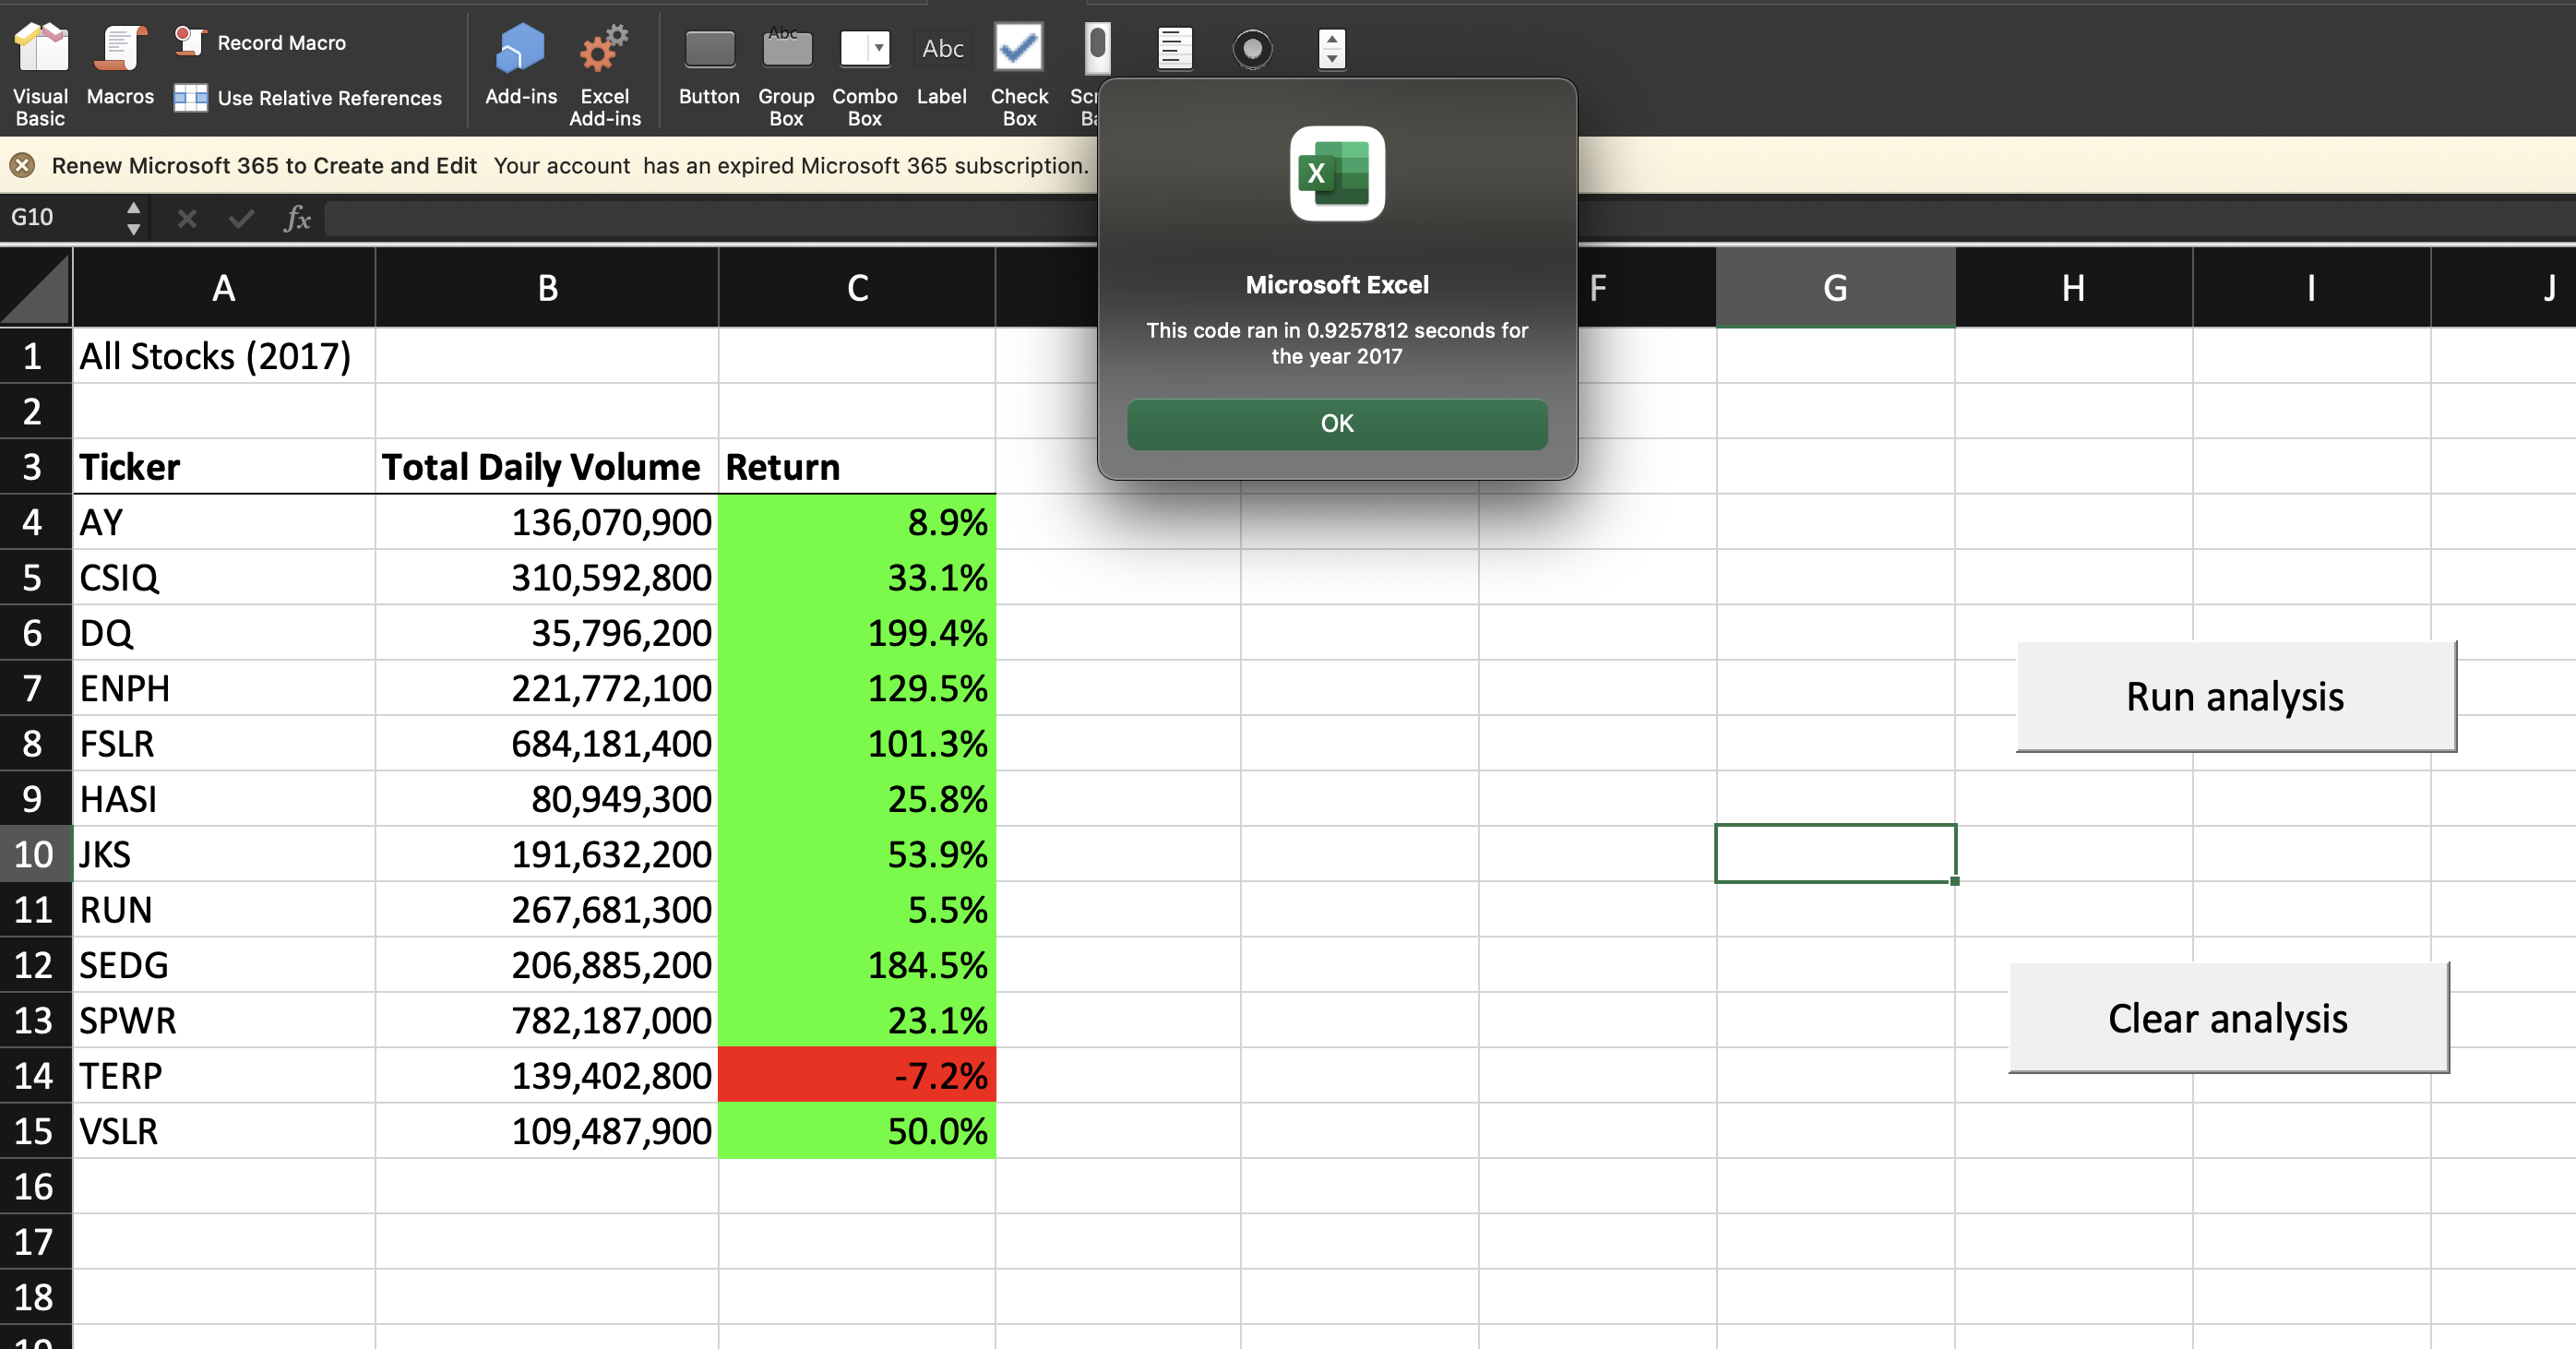 Visual Basic
Macros
Record Macro
Use Relative References
Add-ins
Excel Add-ins
Button
Abc
Group Box
Combo Box
Abc
Label
Check Box
Renew Microsoft 365 to Create and Edit Your account has an expired Microsoft 365 subscription.
G10 fx
X
Microsoft Excel
This code ran in 0.9257812 seconds for
the year 2017
OK
A B C F G H I J
1 All Stocks (2017)
2
3 Ticker Total Daily Volume Return
4 AY 136,070,900 8.9%
5 CSIQ 310,592,800 33.1%
6 DQ 35,796,200 199.4%
7 ENPH 221,772,100 129.5%
8 FSLR 684,181,400 101.3%
9 HASI 80,949,300 25.8%
10 JKS 191,632,200 53.9%
11 RUN 267,681,300 5.5%
12 SEDG 206,885,200 184.5%
13 SPWR 782,187,000 23.1%
14 TERP 139,402,800 -7.2%
15 VSLR 109,487,900 50.0%
16
17
18
Run analysis
Clear analysis